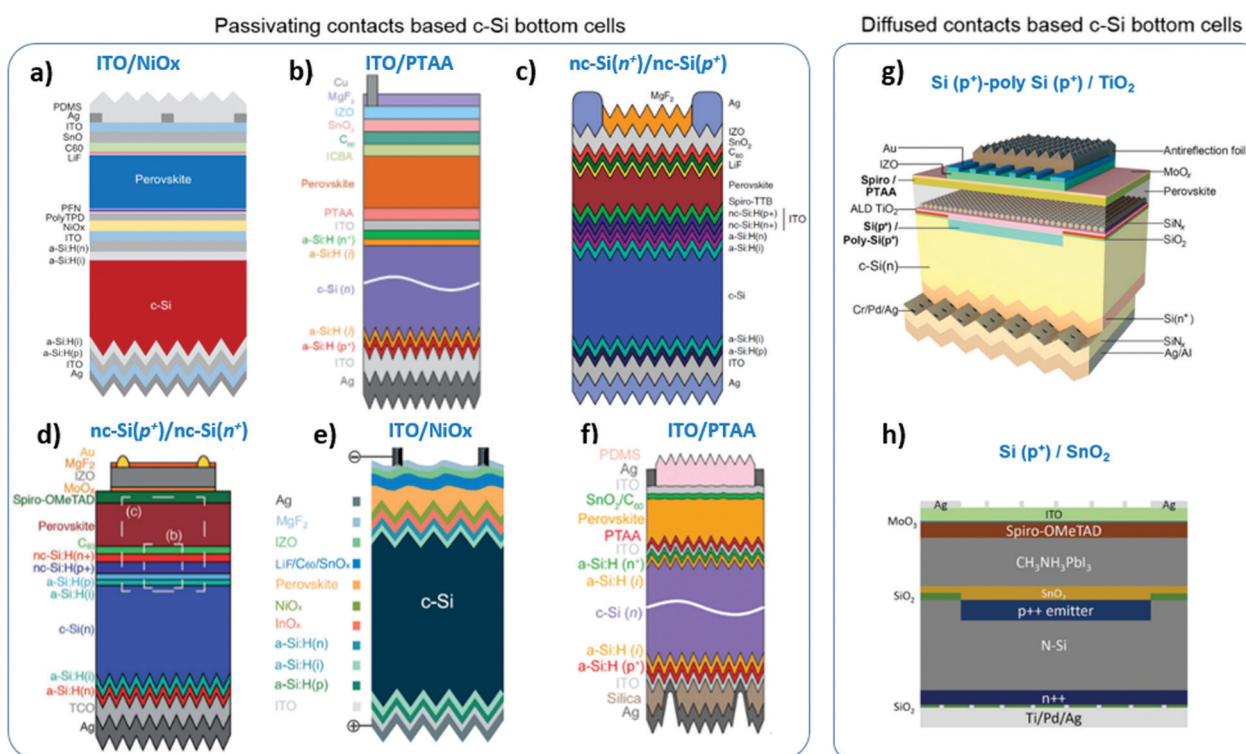 Passivating contacts based c-Si bottom cells
Diffused contacts based c-Si bottom cells
a)
ITO/NiOx
PDMS
Ag
ITO
SnO
C60
LiF
Perovskite
PFN
PolyTPD
NiOx
ITO
a-Si:H(n)
a-Si:H(i)
c-Si
a-Si:H(i)
a-Si:H(p)
ITO
Ag
b)
ITO/PTAA
Cu
MgF₂
IZO
SnO₂
C₆₀
ICBA
Perovskite
PTAA
ITO
a-Si:H (n⁺)
a-Si:H (i)
c-Si (n)
a-Si:H (i)
a-Si:H (p⁺)
ITO
Ag
c)
nc-Si(n⁺)/nc-Si(p⁺)
MgF₂
Ag
IZO
SnO₂
C₆₀
LiF
Perovskite
Spiro-TTB
nc-Si:H(p+)
nc-Si:H(n+)
ITO
a-Si:H(n)
a-Si:H(i)
c-Si
a-Si:H(i)
a-Si:H(p)
ITO
Ag
d)
nc-Si(p⁺)/nc-Si(n⁺)
Au
MgF₂
IZO
MoOₓ
Spiro-OMeTAD
(c)
Perovskite
(b)
C₆₀
nc-Si:H(n+)
nc-Si:H(p+)
a-Si:H(p)
a-Si:H(i)
c-Si(n)
a-Si:H(i)
a-Si:H(n)
TCO
Ag
e)
ITO/NiOx
Ag
MgF₂
IZO
LiF/C₆₀/SnOₓ
Perovskite
NiOₓ
InOₓ
a-Si:H(n)
a-Si:H(i)
a-Si:H(p)
ITO
c-Si
f)
ITO/PTAA
PDMS
Ag
ITO
SnO₂/C₆₀
Perovskite
PTAA
ITO
a-Si:H (n⁺)
a-Si:H (i)
c-Si (n)
a-Si:H (i)
a-Si:H (p⁺)
ITO
Silica
Ag
g)
Si (p⁺)-poly Si (p⁺) / TiO₂
Au
IZO
Spiro /
PTAA
ALD TiO₂
Si(p⁺) /
Poly-Si(p⁺)
c-Si(n)
Cr/Pd/Ag
Antireflection foil
MoOₓ
Perovskite
SiNₓ
SiO₂
Si(n⁺)
SiNₓ
Ag/Al
h)
Si (p⁺) / SnO₂
Ag
Ag
ITO
MoO₃
Spiro-OMeTAD
CH₃NH₃PbI₃
SnO₂
SiO₂
p++ emitter
N-Si
n++
SiO₂
Ti/Pd/Ag